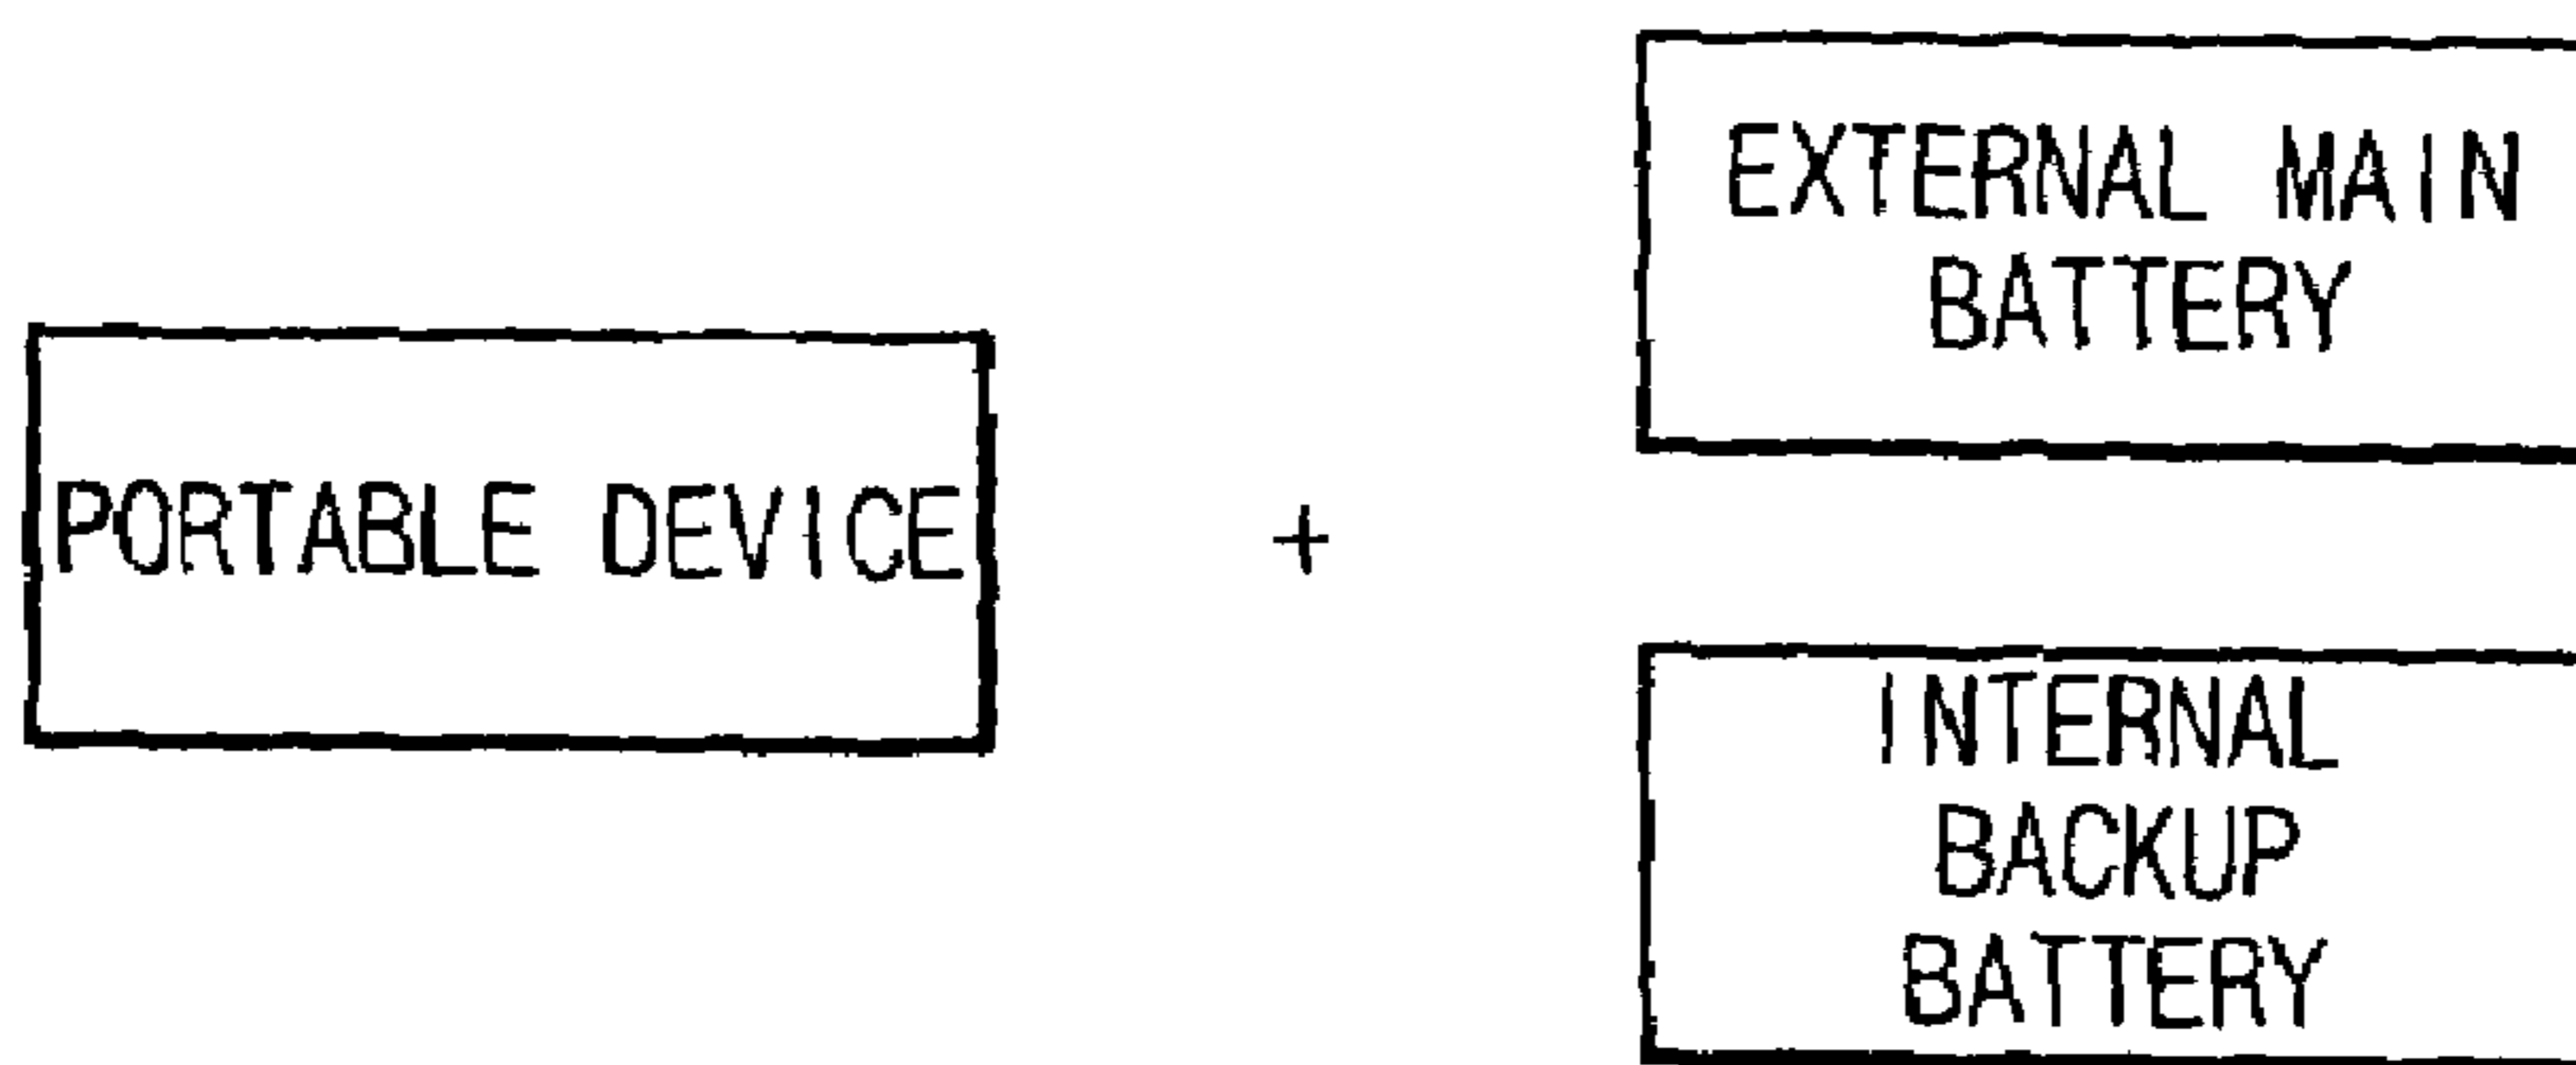 PORTABLE DEVICE
+
EXTERNAL MAIN
BATTERY
INTERNAL
BACKUP
BATTERY